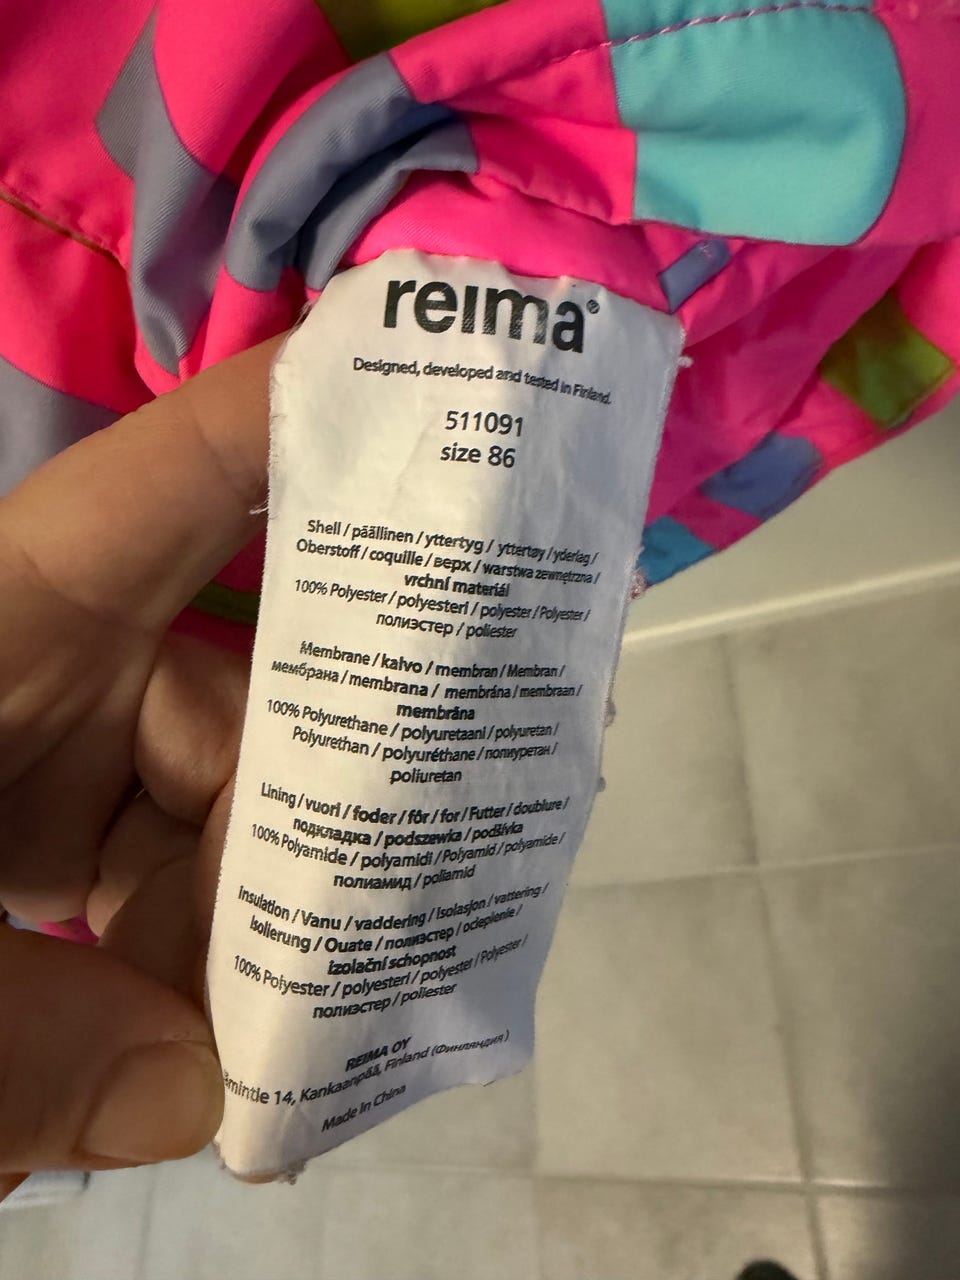 reima®
Designed, developed and tested in Finland.
511091
size 86
Shell / päällinen / yttertyg / yttertøy / yderlag /
Oberstoff / coquille / верх / warstwa zewnętrzna /
vrchní materiál
100% Polyester / polyesteri / polyester / Polyester /
полиэстер / poliester
Membrane / kalvo / membran / Membran /
мембрана / membrana / membrána / membraan /
membrāna
100% Polyurethane / polyuretaani / polyuretan /
Polyurethan / polyuréthane / полиуретан /
poliuretan
Lining / vuori / foder / fôr / for / Futter / doublure /
подкладка / podszewka / podšívka
100% Polyamide / polyamidi / Polyamid / polyamide /
полиамид / poliamid
Insulation / Vanu / vaddering / Isolasjon / vattering /
Isolierung / Ouate / полиэстер / ocieplenie /
izolační schopnost
100% Polyester / polyesteri / polyester / Polyester /
полиэстер / poliester
REIMA OY
14, Kankaanpää, Finland (Финляндия)
Made in China